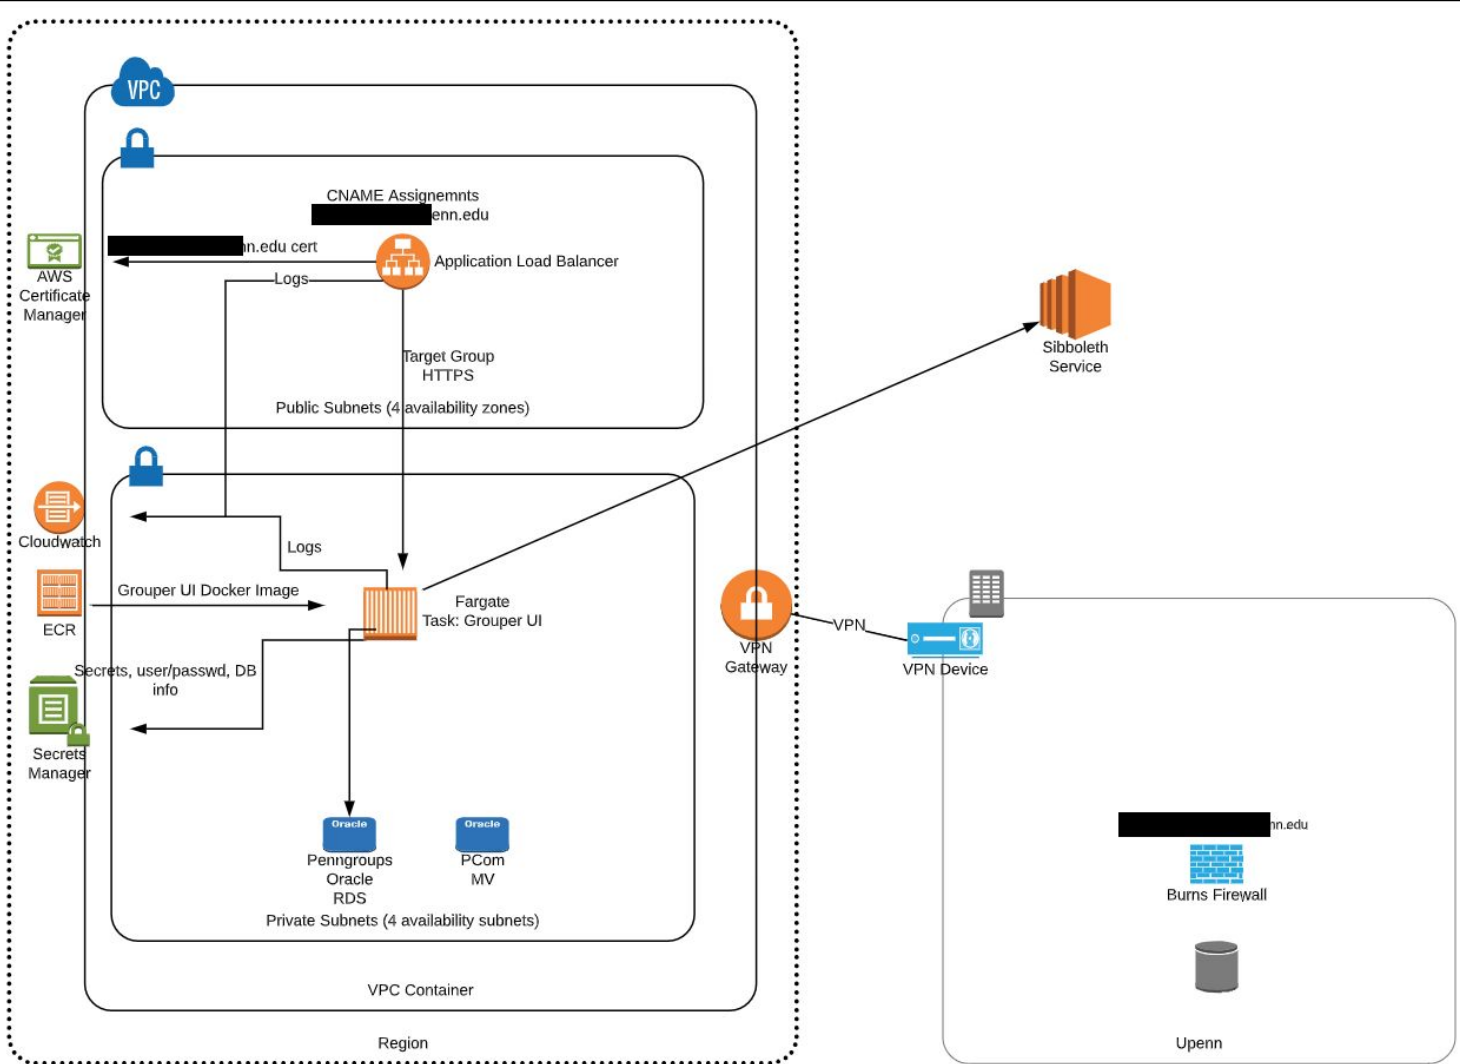 VPC
CNAME Assignemnts
enn.edu
nn.edu cert
Application Load Balancer
AWS
Certificate
Manager
Logs
Target Group
HTTPS
Public Subnets (4 availability zones)
Sibboleth
Service
Cloudwatch
Logs
Grouper UI Docker Image
ECR
Fargate
Task: Grouper UI
VPN
Gateway
VPN
VPN Device
Secrets, user/passwd, DB
info
Secrets
Manager
Oracle
Penngroups
Oracle
RDS
Oracle
PCom
MV
Private Subnets (4 availability subnets)
nn.edu
Burns Firewall
VPC Container
Region
Upenn